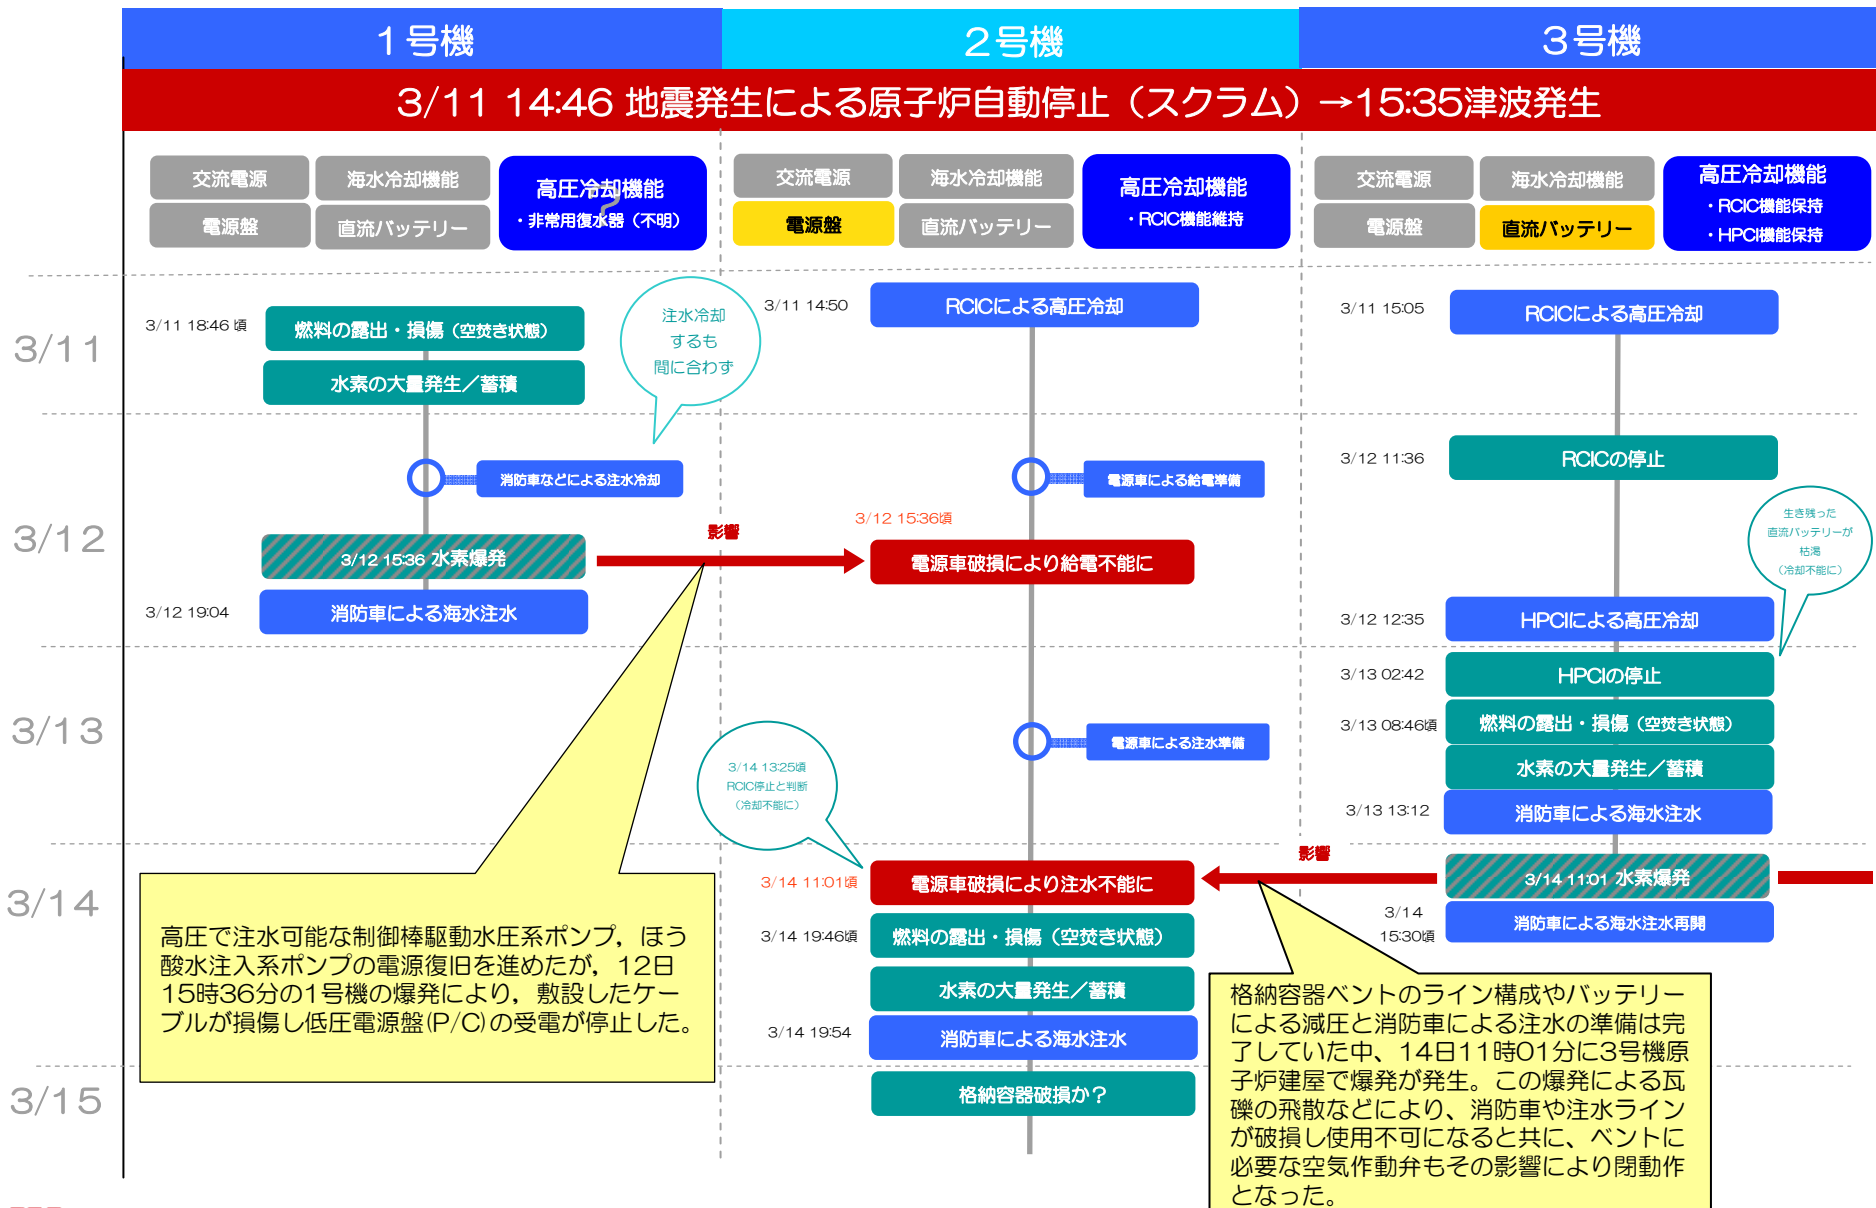 1号機
2号機
3号機
3/11 14:46 地震発生による原子炉自動停止（スクラム）→15:35津波発生
交流電源
海水冷却機能
電源盤
直流バッテリー
高圧冷却機能
?
・非常用復水器（不明）
交流電源
海水冷却機能
電源盤
直流バッテリー
高圧冷却機能
・RCIC機能維持
交流電源
海水冷却機能
電源盤
直流バッテリー
高圧冷却機能
・RCIC機能保持
・HPCI機能保持
3/11
3/11 18:46 頃
燃料の露出・損傷（空焚き状態）
水素の大量発生／蓄積
注水冷却
するも
間に合わず
3/11 14:50
RCICによる高圧冷却
3/11 15:05
RCICによる高圧冷却
3/12
消防車などによる注水冷却
3/12 15:36 水素爆発
3/12 19:04
消防車による海水注水
影響
電源車による給電準備
3/12 15:36頃
電源車破損により給電不能に
3/12 11:36
RCICの停止
生き残った
直流バッテリーが
枯渇
（冷却不能に）
3/12 12:35
HPCIによる高圧冷却
3/13
電源車による注水準備
3/14 13:25頃
RCIC停止と判断
（冷却不能に）
3/13 02:42
HPCIの停止
3/13 08:46頃
燃料の露出・損傷（空焚き状態）
水素の大量発生／蓄積
3/13 13:12
消防車による海水注水
3/14
3/14 11:01頃
電源車破損により注水不能に
影響
3/14 11:01 水素爆発
3/14 19:46頃
燃料の露出・損傷（空焚き状態）
水素の大量発生／蓄積
3/14 19:54
消防車による海水注水
3/14
15:30頃
消防車による海水注水再開
3/15
格納容器破損か？
高圧で注水可能な制御棒駆動水圧系ポンプ，ほう
酸水注入系ポンプの電源復旧を進めたが，12日
15時36分の1号機の爆発により，敷設したケー
ブルが損傷し低圧電源盤(P/C)の受電が停止した。
格納容器ベントのライン構成やバッテリー
による減圧と消防車による注水の準備は完
了していた中、14日11時01分に3号機原
子炉建屋で爆発が発生。この爆発による瓦
礫の飛散などにより、消防車や注水ライン
が破損し使用不可になると共に、ベントに
必要な空気作動弁もその影響により閉動作
となった。